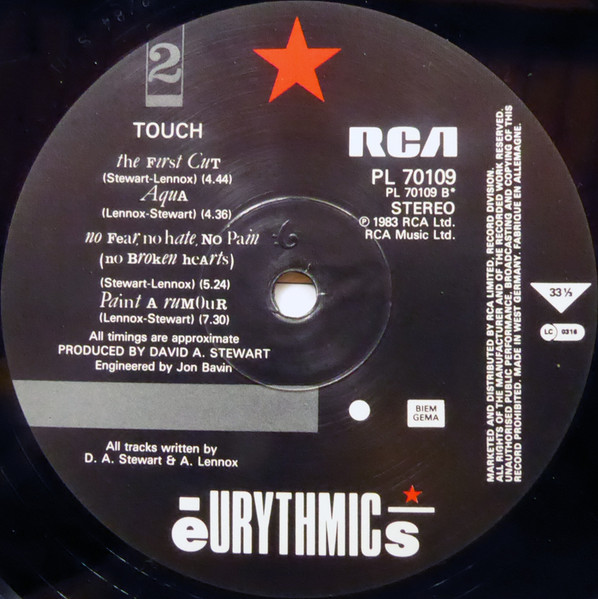 2
TOUCH
the First Cut
(Stewart-Lennox) (4.44)
Aqua
(Lennox-Stewart) (4.36)
no Fear, no hate, No Pain
(no Broken heArts)
(Stewart-Lennox) (5.24)
Paint A ruMOUR
(Lennox-Stewart) (7.30)
All timings are approximate
PRODUCED BY DAVID A. STEWART
Engineered by Jon Bavin
All tracks written by
D. A. Stewart & A. Lennox
RCA
PL 70109
PL 70109 B*
STEREO
℗ 1983 RCA Ltd.
RCA Music Ltd.
33⅓
LC 0316
BIEM
GEMA
MARKETED AND DISTRIBUTED BY RCA LIMITED, RECORD DIVISION.
ALL RIGHTS OF THE MANUFACTURER AND OF THE RECORDED WORK RESERVED.
UNAUTHORISED PUBLIC PERFORMANCE, BROADCASTING AND COPYING OF THIS
RECORD PROHIBITED. MADE IN WEST GERMANY. FABRIQUE EN ALLEMAGNE.
eURYTHMICs